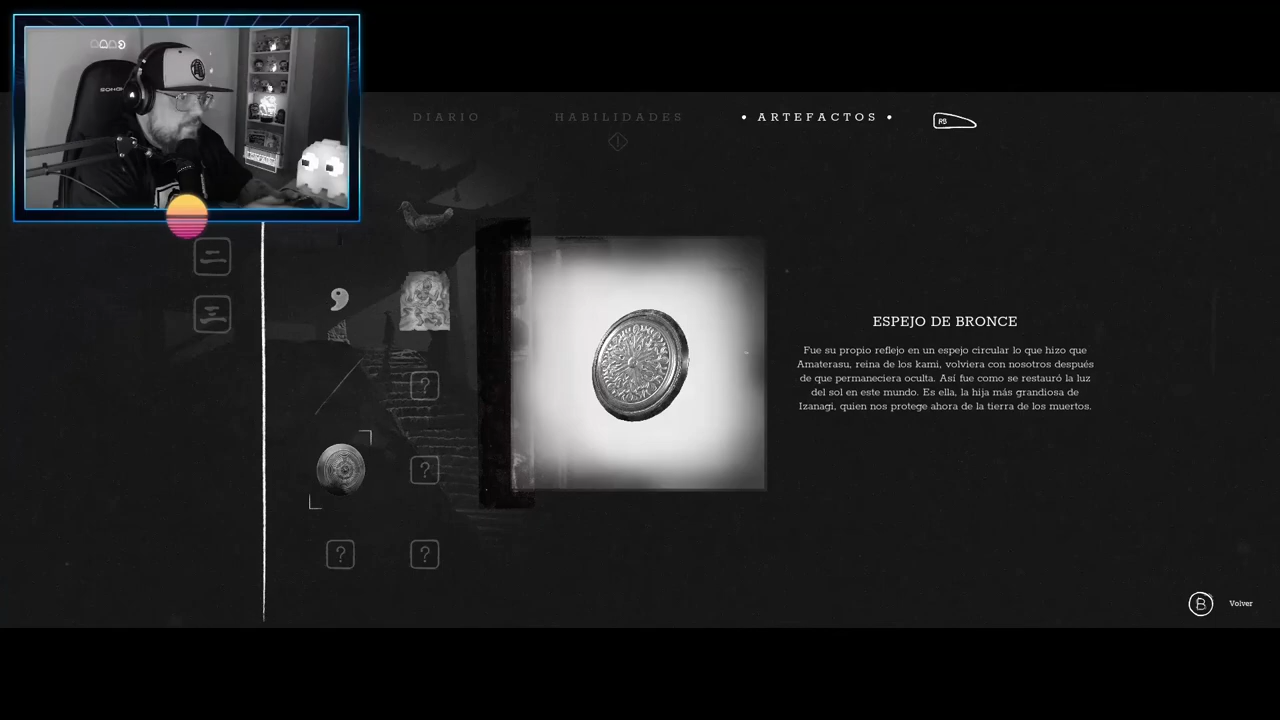 DIARIO
HABILIDADES
• ARTEFACTOS •
RB
二
三
ESPEJO DE BRONCE
Fue su propio reflejo en un espejo circular lo que hizo que
Amaterasu, reina de los kami, volviera con nosotros después
de que permaneciera oculta. Así fue como se restauró la luz
del sol en este mundo. Es ella, la hija más grandiosa de
Izanagi, quien nos protege ahora de la tierra de los muertos.
?
?
? ?
B Volver